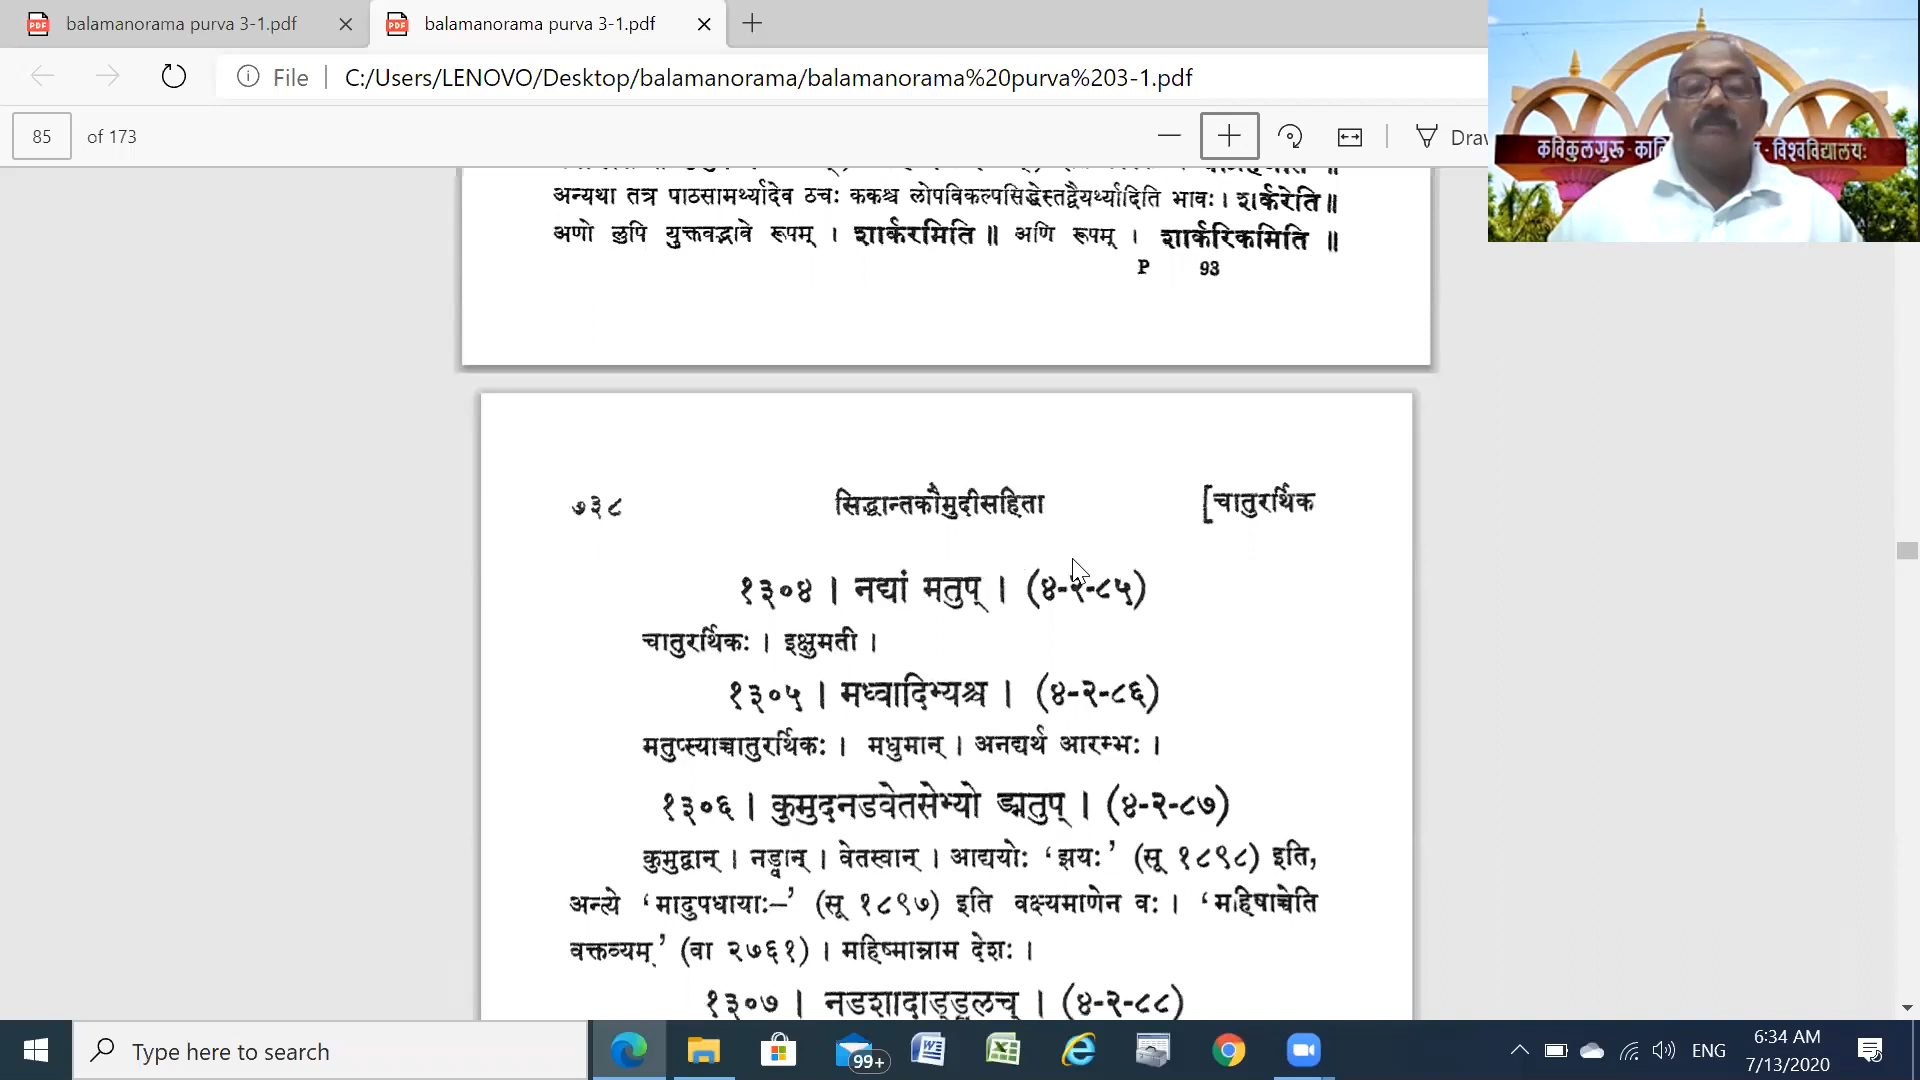 balamanorama purva 3-1.pdf
balamanorama purva 3-1.pdf
File
C:/Users/LENOVO/Desktop/balamanorama/balamanorama%20purva%203-1.pdf
85 of 173
Draw
कविकुलगुरू-का - विश्वविद्यालयः
अन्यथा तत्र पाठसामर्थ्यादेव ठचः ककश्च लोपविकल्पसिद्धेस्तद्वैयर्थ्यादिति भावः । शर्करेति ॥
अणो लुपि युक्तवद्भावे रूपम् । शार्करमिति ॥ अणि रूपम् । शार्करिकमिति ॥
P 93
७३८ सिद्धान्तकौमुदीसहिता [चातुरर्थिक
१३०४ । नद्यां मतुप् । (४-२-८५)
चातुरर्थिकः । इक्षुमती ।
१३०५ । मध्वादिभ्यश्च । (४-२-८६)
मतुप्स्याच्चातुरर्थिकः । मधुमान् । अनद्यर्थ आरम्भः ।
१३०६ । कुमुदनडवेतसेभ्यो ड्मतुप् । (४-२-८७)
कुमुद्वान् । नड्वान् । वेतस्वान् । आद्ययोः ‘झयः’ (सू १८९८) इति,
अन्त्ये ‘मादुपधायाः–’ (सू १८९७) इति वक्ष्यमाणेन वः । ‘महिषाच्चेति
वक्तव्यम्’ (वा २७६१) । महिष्मान्नाम देशः ।
१३०७ । नडशादाड्ड्वलच् । (४-२-८८)
Type here to search
99+
ENG
6:34 AM
7/13/2020